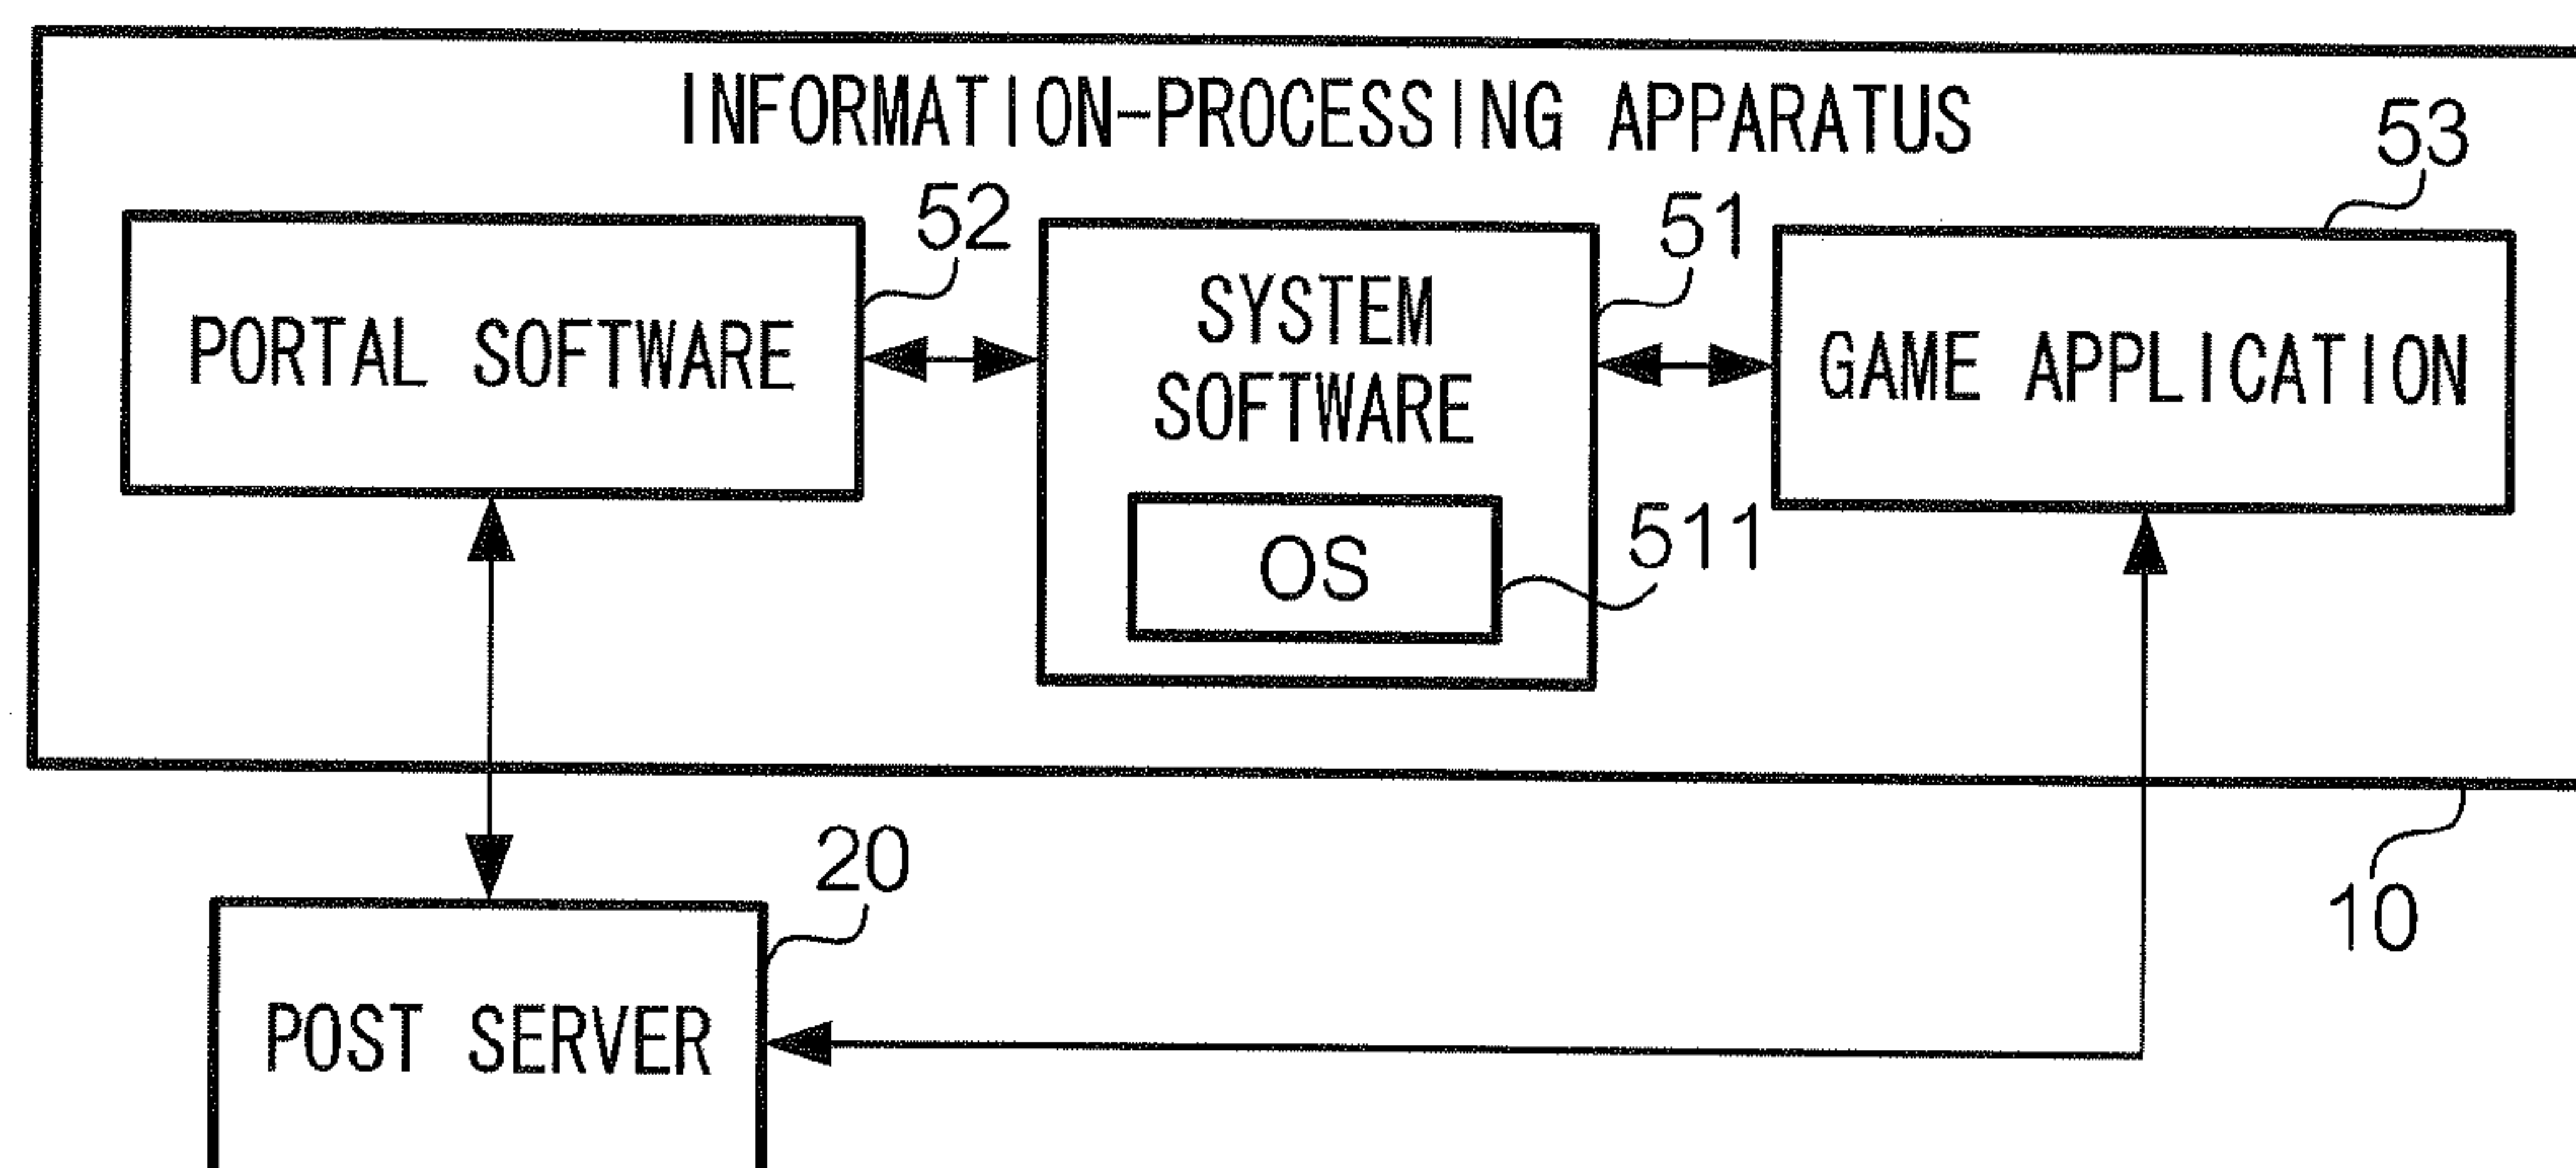 INFORMATION-PROCESSING APPARATUS
53
52
51
PORTAL SOFTWARE
SYSTEM
SOFTWARE
GAME APPLICATION
OS
511
20
10
POST SERVER